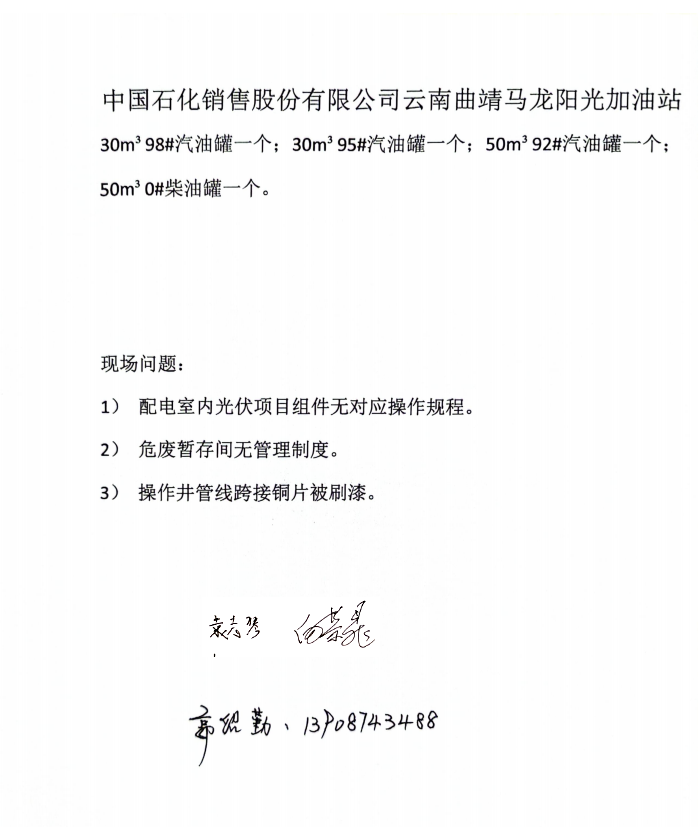 中国石化销售股份有限公司云南曲靖马龙阳光加油站
30m³ 98#汽油罐一个；30m³ 95#汽油罐一个；50m³ 92#汽油罐一个；
50m³ 0#柴油罐一个。
现场问题：
1） 配电室内光伏项目组件无对应操作规程。
2） 危废暂存间无管理制度。
3） 操作井管线跨接铜片被刷漆。
13908743488